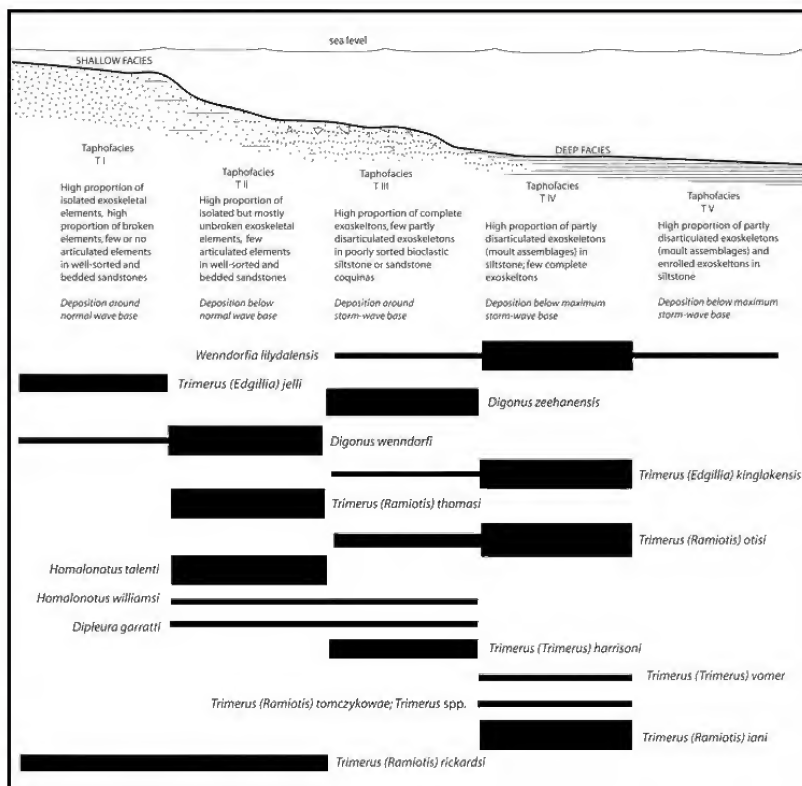 sea level
SHALLOW FACIES
DEEP FACIES
Taphofacies
T I
High proportion of
isolated exoskeletal
elements, high
proportion of broken
elements, few or no
articulated elements
in well-sorted and
bedded sandstones
Deposition around
normal wave base
Taphofacies
T II
High proportion of
isolated but mostly
unbroken exoskeletal
elements, few
articulated elements
in well-sorted and
bedded sandstones
Deposition below
normal wave base
Taphofacies
T III
High proportion of complete
exoskeltons, few partly
disarticulated exoskeletons
in poorly sorted bioclastic
siltstone or sandstone
coquinas
Deposition around
storm-wave base
Taphofacies
T IV
High proportion of partly
disarticulated exoskeletons
(moult assemblages) in
siltstone; few complete
exoskeltons
Deposition below maximum
storm-wave base
Taphofacies
T V
High proportion of partly
disarticulated exoskeletons
(moult assemblages) and
enrolled exoskeltons in
siltstone
Deposition below maximum
storm-wave base
Wenndorfia lilydalensis
Trimerus (Edgillia) jelli
Digonus zeehanensis
Digonus wenndorfi
Trimerus (Edgillia) kinglakensis
Trimerus (Ramiotis) thomasi
Trimerus (Ramiotis) otisi
Homalonotus talenti
Homalonotus williamsi
Dipleura garratti
Trimerus (Trimerus) harrisoni
Trimerus (Trimerus) vomer
Trimerus (Ramiotis) tomczykowae; Trimerus spp.
Trimerus (Ramiotis) iani
Trimerus (Ramiotis) rickardsi